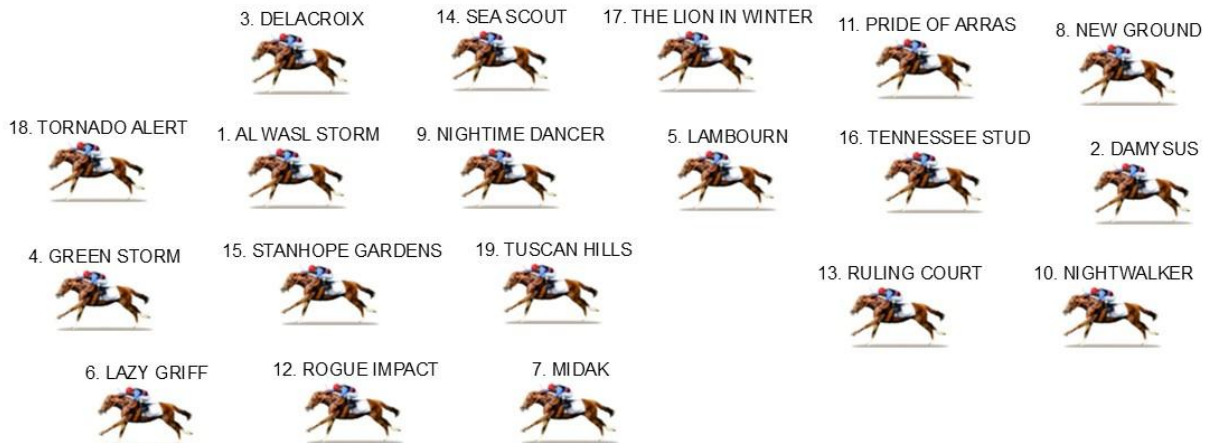 3. DELACROIX
14. SEA SCOUT
17. THE LION IN WINTER
11. PRIDE OF ARRAS
8. NEW GROUND
18. TORNADO ALERT
1. AL WASL STORM
9. NIGHTIME DANCER
5. LAMBOURN
16. TENNESSEE STUD
2. DAMYSUS
4. GREEN STORM
15. STANHOPE GARDENS
19. TUSCAN HILLS
13. RULING COURT
10. NIGHTWALKER
6. LAZY GRIFF
12. ROGUE IMPACT
7. MIDAK